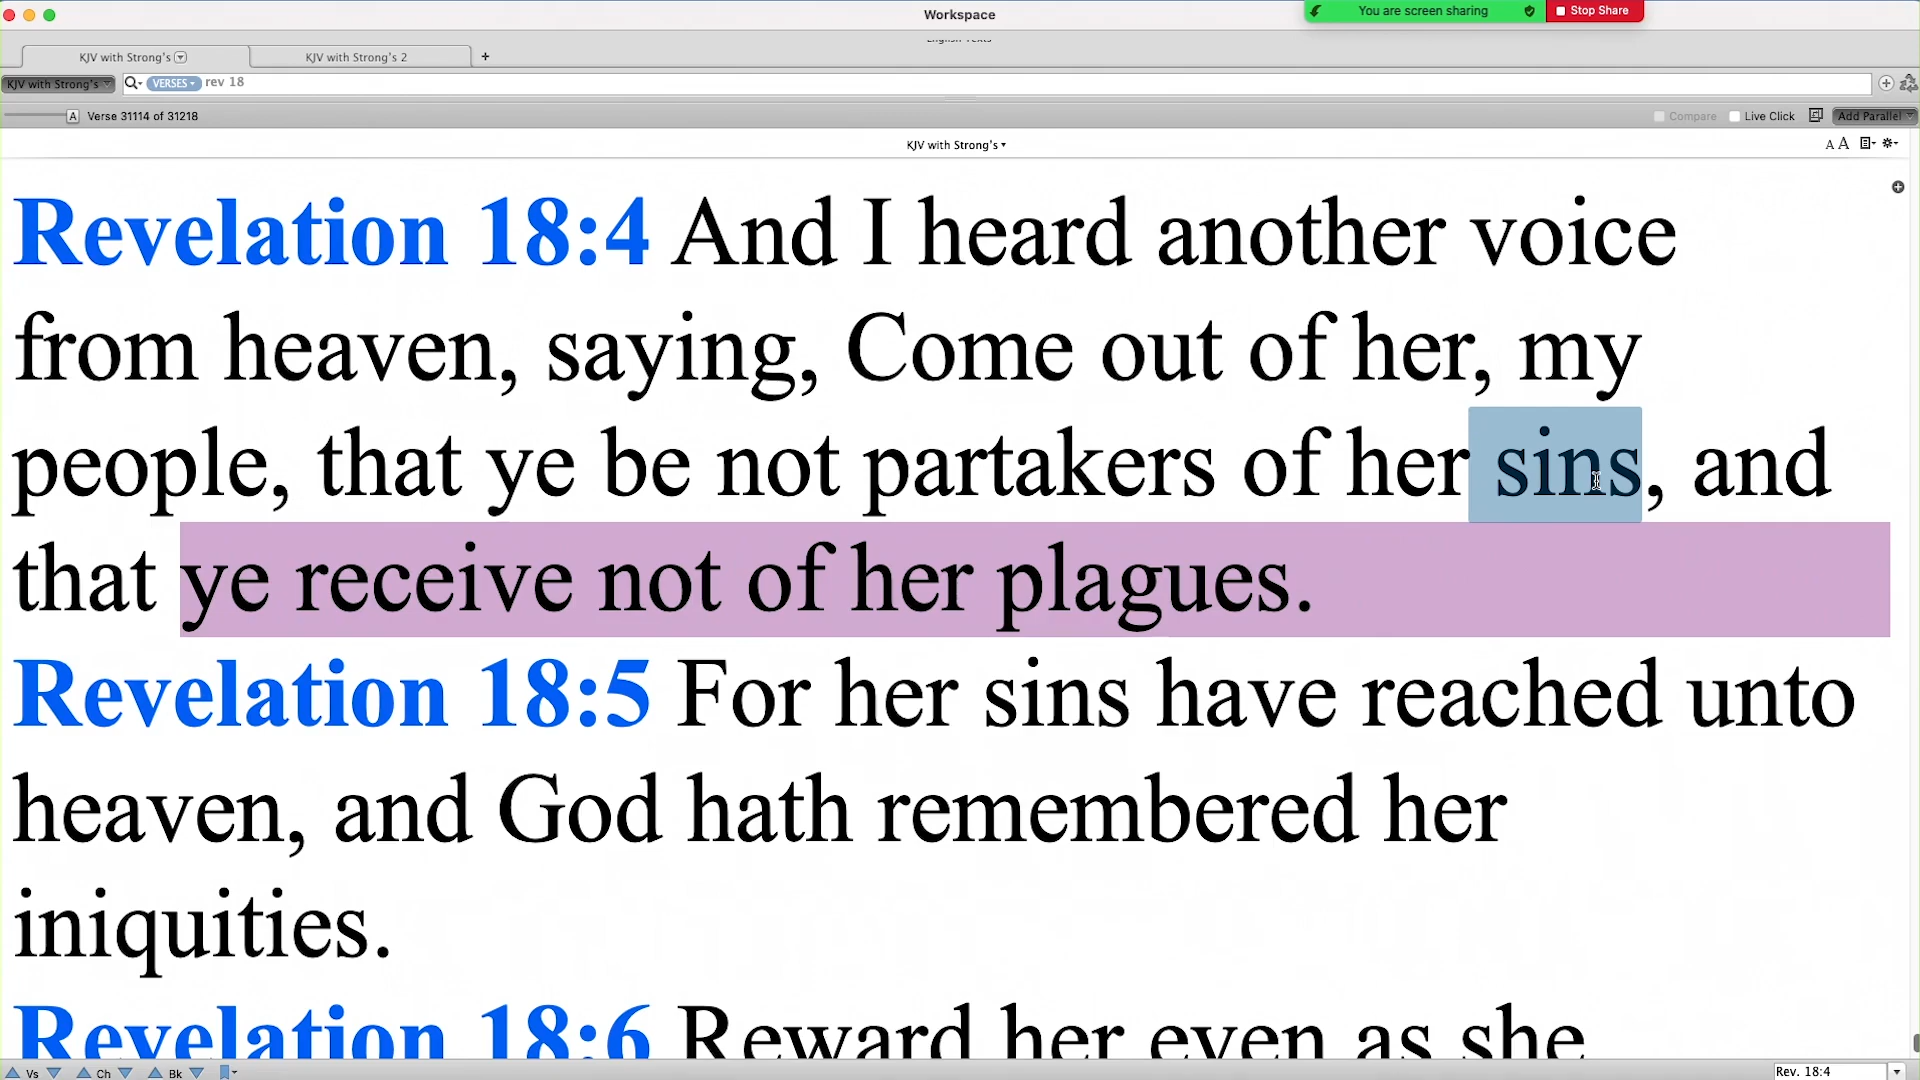 Workspace
You are screen sharing
Stop Share
English Texts
KJV with Strong's
KJV with Strong's 2
+
KJV with Strong's
VERSES
rev 18
A
Verse 31114 of 31218
Compare
Live Click
Add Parallel
KJV with Strong's
A A
Revelation 18:4 And I heard another voice
from heaven, saying, Come out of her, my
people, that ye be not partakers of her sins, and
that ye receive not of her plagues.
Revelation 18:5 For her sins have reached unto
heaven, and God hath remembered her
iniquities.
Revelation 18:6 Reward her even as she
Vs
Ch
Bk
Rev. 18:4